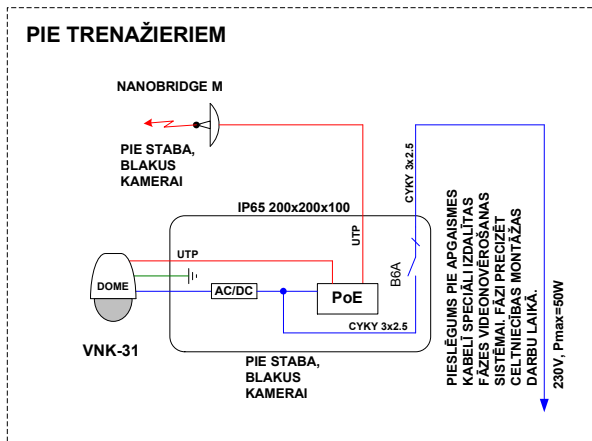 PIE TRENAŽIERIEM
NANOBRIDGE M
PIE STABA,
BLAKUS
KAMERAI
IP65 200x200x100
UTP
CYKY 3x2.5
UTP
B6A
DOME
AC/DC
PoE
CYKY 3x2.5
VNK-31
PIE STABA,
BLAKUS
KAMERAI
PIESLĒGUMS PIE APGAISMES
KABELĪ SPECIĀLI IZDALĪTAS
FĀZES VIDEONOVĒROŠANAS
SISTĒMAI. FĀZI PRECIZĒT
CELTNIECĪBAS MONTĀŽAS
DARBU LAIKĀ.
230V, Pmax=50W